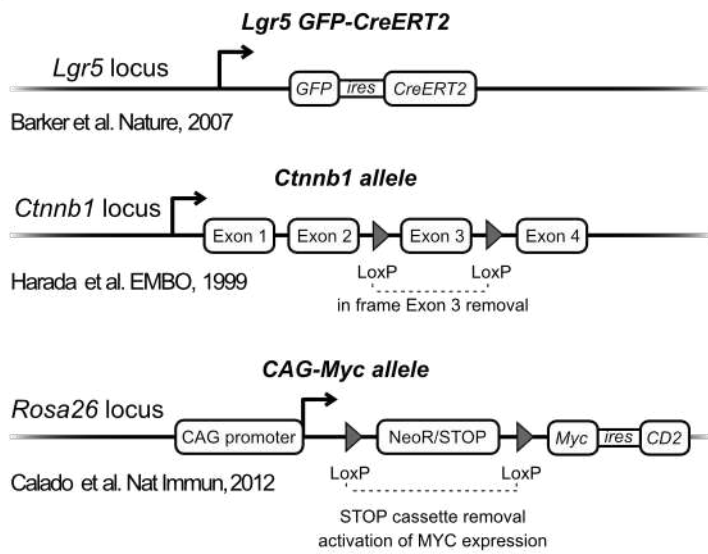 Lgr5 GFP-CreERT2
Lgr5 locus
GFP ires CreERT2
Barker et al. Nature, 2007
Ctnnb1 allele
Ctnnb1 locus
Exon 1 Exon 2 Exon 3 Exon 4
LoxP LoxP
Harada et al. EMBO, 1999
in frame Exon 3 removal
CAG-Myc allele
Rosa26 locus
CAG promoter NeoR/STOP Myc ires CD2
LoxP LoxP
Calado et al. Nat Immun, 2012
STOP cassette removal
activation of MYC expression